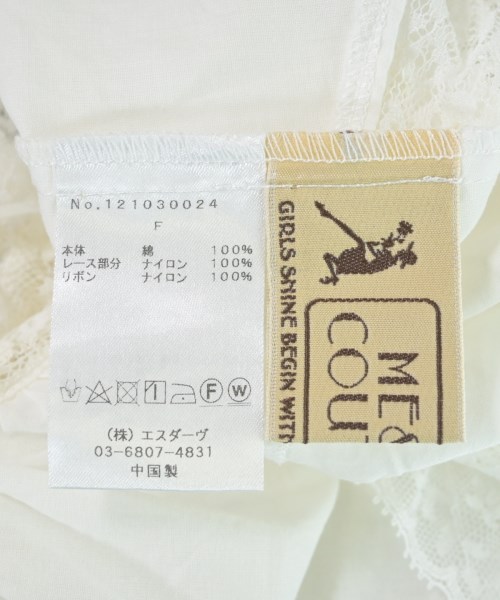 No.121030024
F
本体 綿 100%
レース部分 ナイロン 100%
リボン ナイロン 100%
F W
(株) エスダーヴ
03-6807-4831
中国製
GIRLS SHINE BEGIN WITH
ME&
COU